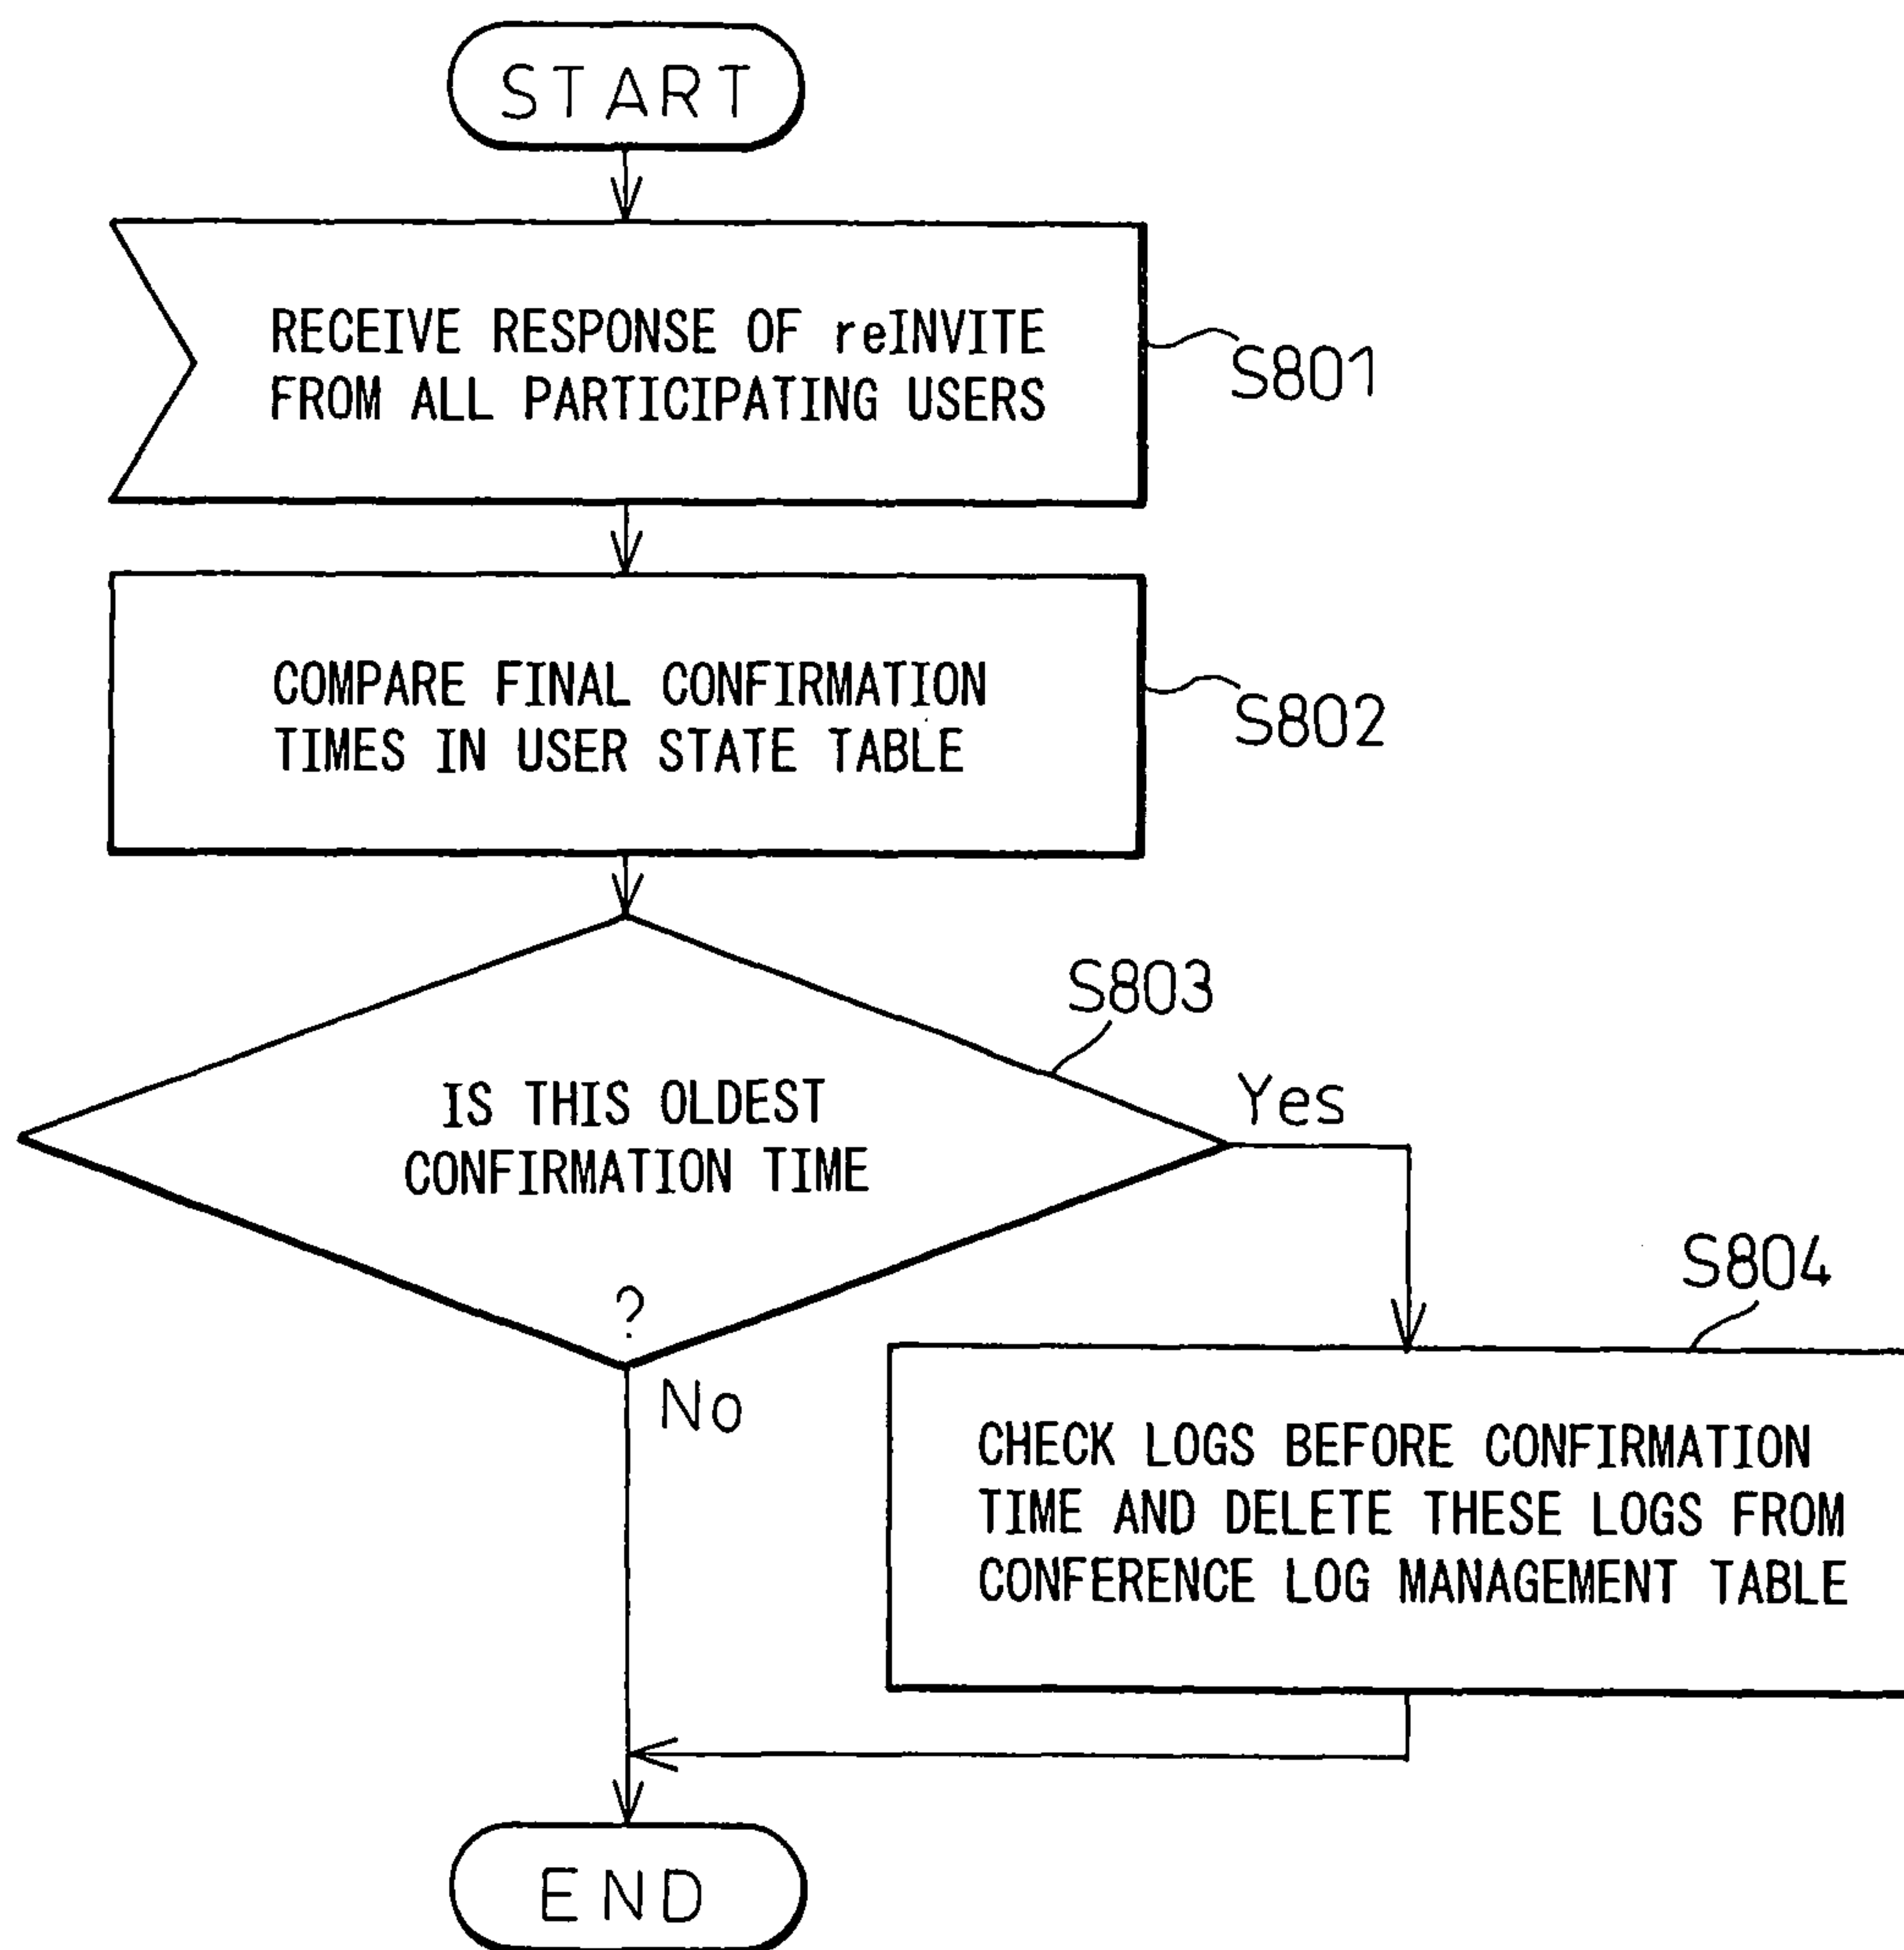 START
RECEIVE RESPONSE OF reINVITE
FROM ALL PARTICIPATING USERS
S801
COMPARE FINAL CONFIRMATION
TIMES IN USER STATE TABLE
S802
S803
IS THIS OLDEST
CONFIRMATION TIME
?
Yes
No
S804
CHECK LOGS BEFORE CONFIRMATION
TIME AND DELETE THESE LOGS FROM
CONFERENCE LOG MANAGEMENT TABLE
END